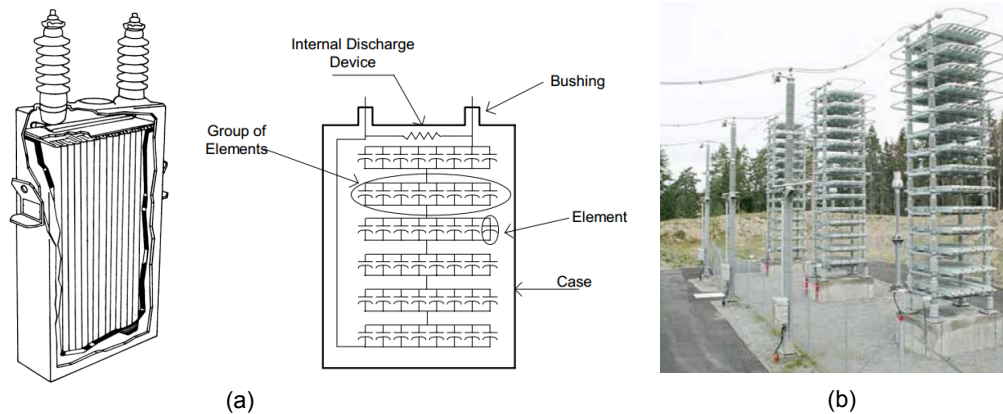 Internal Discharge
Device
Bushing
Group of
Elements
Element
Case
(a)
(b)